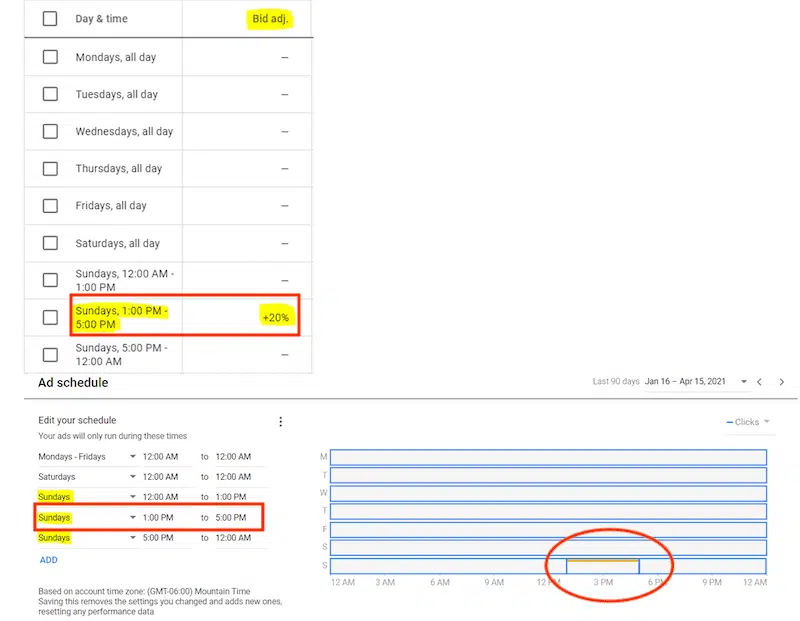 Day & time Bid adj.
Mondays, all day –
Tuesdays, all day –
Wednesdays, all day –
Thursdays, all day –
Fridays, all day –
Saturdays, all day –
Sundays, 12:00 AM -
1:00 PM –
Sundays, 1:00 PM -
5:00 PM +20%
Sundays, 5:00 PM -
12:00 AM –
Ad schedule Last 90 days Jan 16 – Apr 15, 2021
Edit your schedule
Clicks
Your ads will only run during these times
Mondays - Fridays 12:00 AM to 12:00 AM
Saturdays 12:00 AM to 12:00 AM
Sundays 12:00 AM to 1:00 PM
Sundays 1:00 PM to 5:00 PM
Sundays 5:00 PM to 12:00 AM
ADD
M
T
W
T
F
S
S
12 AM 3 AM 6 AM 9 AM 12 PM 3 PM 6 PM 9 PM 12 AM
Based on account time zone: (GMT-06:00) Mountain Time
Saving this removes the settings you changed and adds new ones,
resetting any performance data